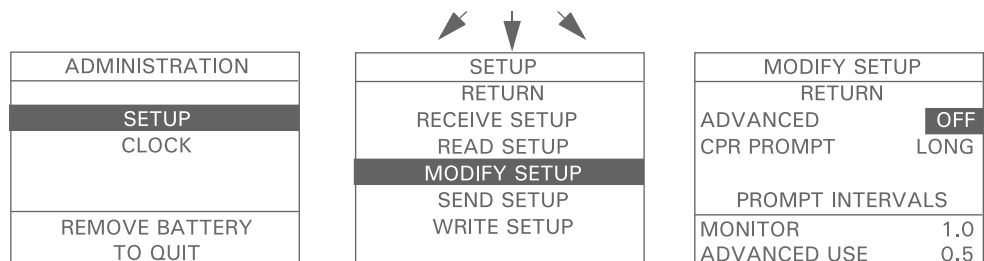 ADMINISTRATION
SETUP
CLOCK
REMOVE BATTERY
TO QUIT
SETUP
RETURN
RECEIVE SETUP
READ SETUP
MODIFY SETUP
SEND SETUP
WRITE SETUP
MODIFY SETUP
RETURN
ADVANCED OFF
CPR PROMPT LONG
PROMPT INTERVALS
MONITOR 1.0
ADVANCED USE 0.5